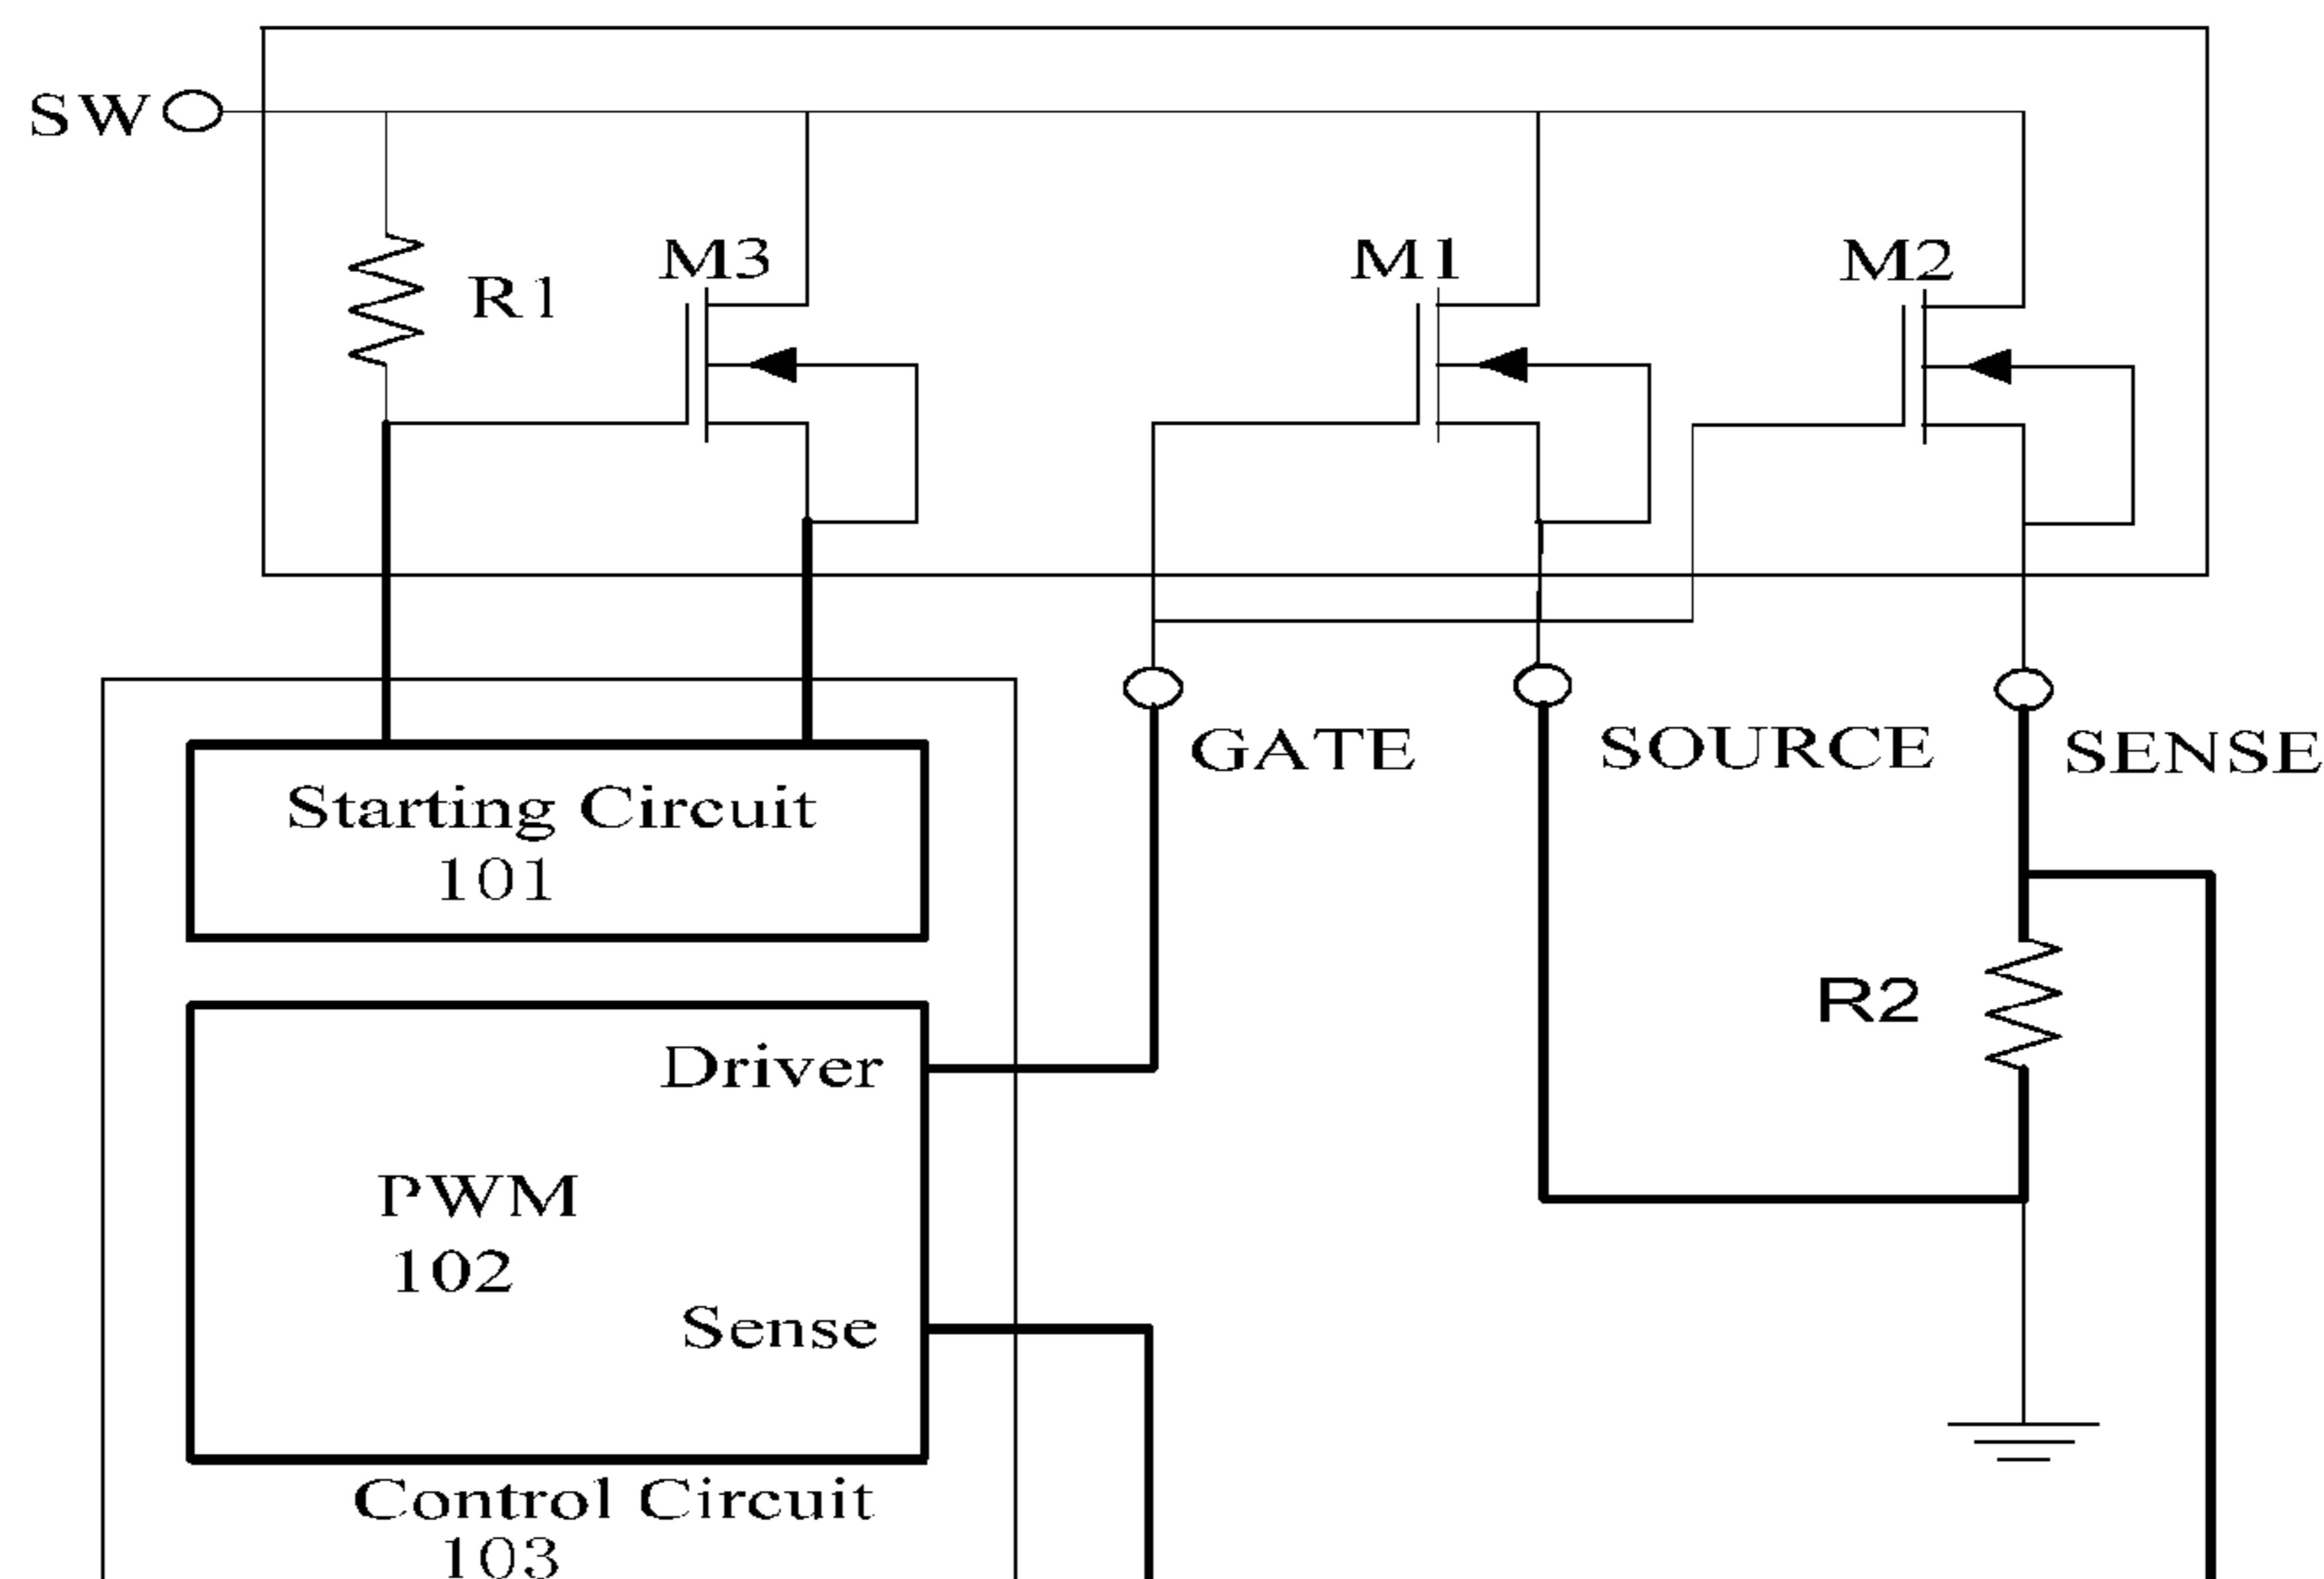 SW
R1
M3
M1
M2
GATE
SOURCE
SENSE
Starting Circuit
101
R2
Driver
PWM
102
Sense
Control Circuit
103